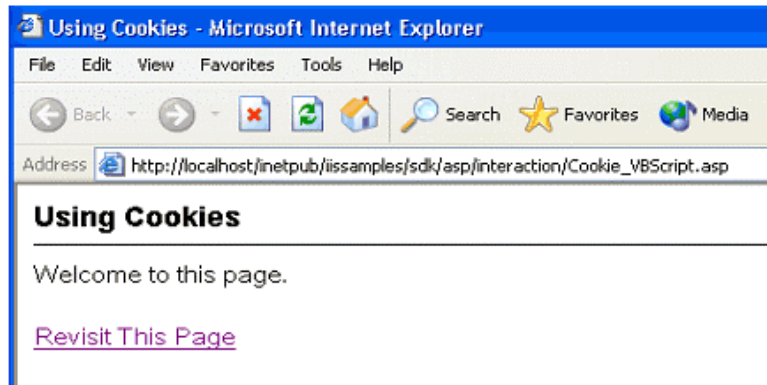 Using Cookies - Microsoft Internet Explorer
File Edit View Favorites Tools Help
Back Search Favorites Media
Address http://localhost/inetpub/iissamples/sdk/asp/interaction/Cookie_VBScript.asp
Using Cookies
Welcome to this page.
Revisit This Page